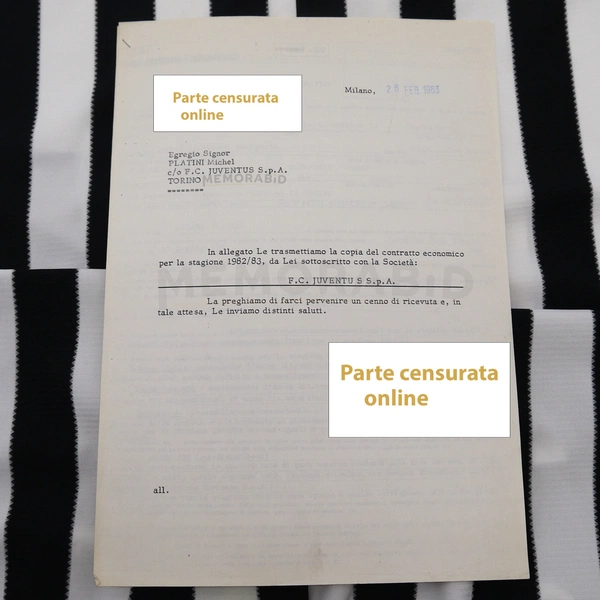 Parte censurata
online
Milano, 28 FEB. 1983
Egregio Signor
PLATINI Michel
c/o F.C. JUVENTUS S.p.A.
TORINO
MEMORABiD
In allegato Le trasmettiamo la copia del contratto economico
per la stagione 1982/83, da Lei sottoscritto con la Società:
MEMORABiD
F.C. JUVENTU S S.p.A.
La preghiamo di farci pervenire un cenno di ricevuta e, in
tale attesa, Le inviamo distinti saluti.
Parte censurata
online
all.